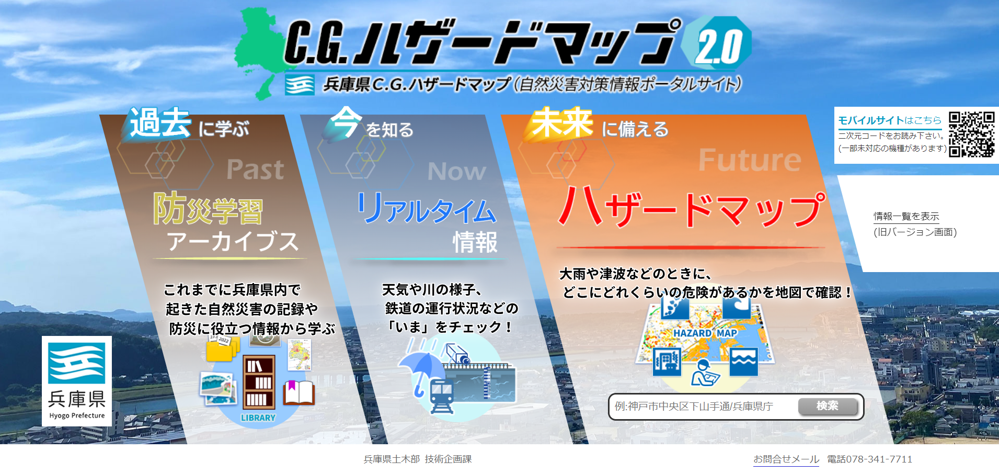 C.G.ハザードマップ 2.0
兵庫県C.G.ハザードマップ(自然災害対策情報ポータルサイト)
過去に学ぶ
Past
防災学習
アーカイブス
これまでに兵庫県内で
起きた自然災害の記録や
防災に役立つ情報から学ぶ
2022
LIBRARY
今を知る
Now
リアルタイム
情報
天気や川の様子、
鉄道の運行状況などの
「いま」をチェック!
未来に備える
Future
ハザードマップ
大雨や津波などのときに、
どこにどれくらいの危険があるかを地図で確認!
HAZARD MAP
例:神戸市中央区下山手通/兵庫県庁
検索
モバイルサイトはこちら
二次元コードをお読み下さい。
(一部未対応の機種があります)
情報一覧を表示
(旧バージョン画面)
兵庫県
Hyogo Prefecture
兵庫県土木部 技術企画課
お問合せメール 電話078-341-7711